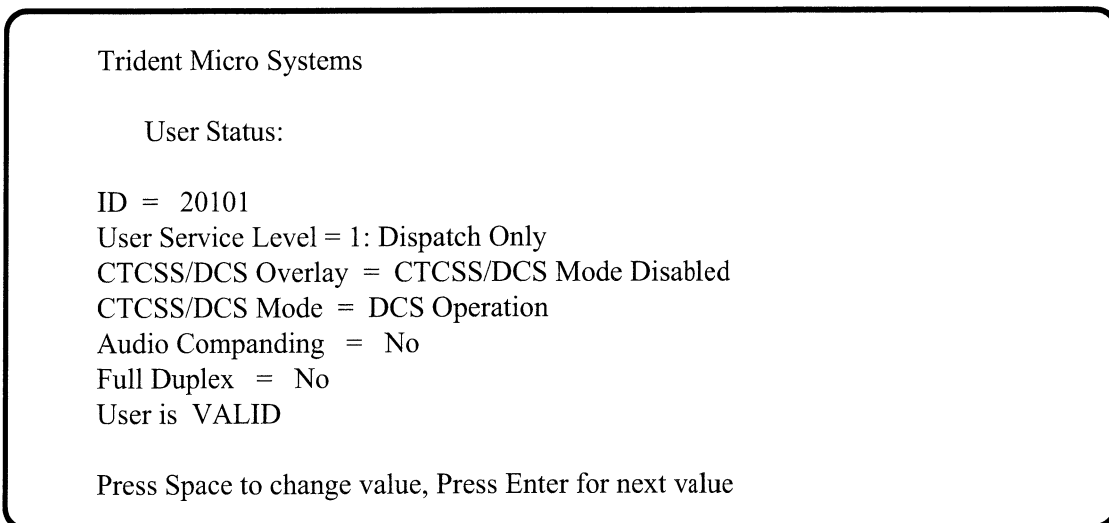 Trident Micro Systems
User Status:
ID = 20101
User Service Level = 1: Dispatch Only
CTCSS/DCS Overlay = CTCSS/DCS Mode Disabled
CTCSS/DCS Mode = DCS Operation
Audio Companding = No
Full Duplex = No
User is VALID
Press Space to change value, Press Enter for next value